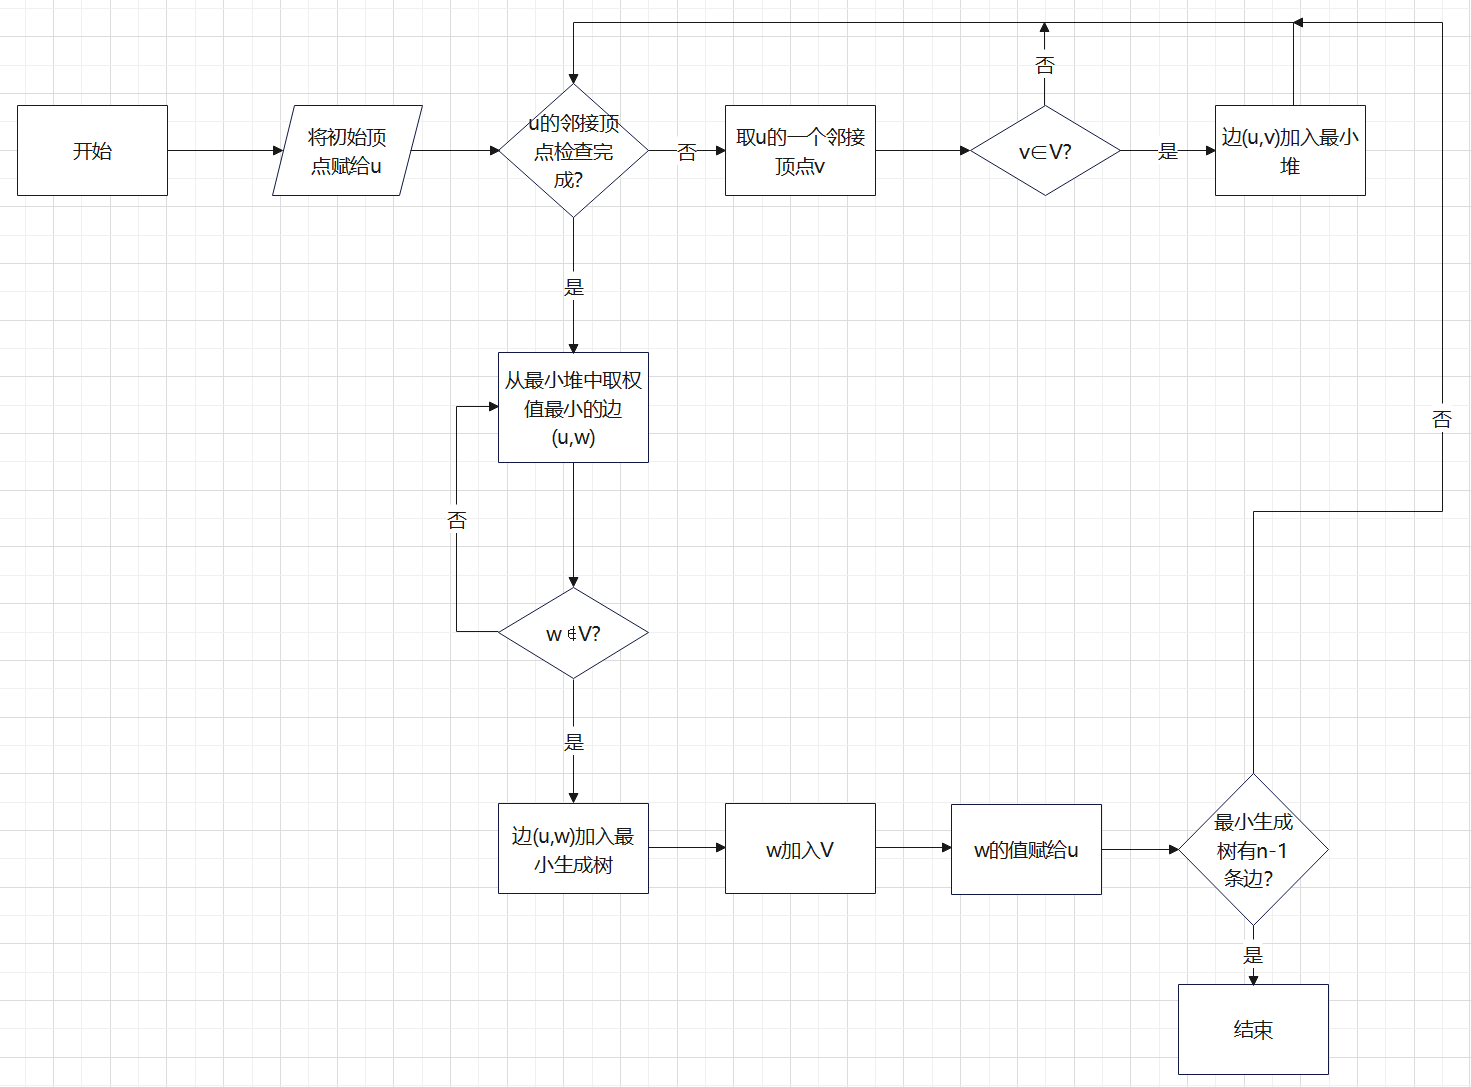 否
开始
将初始顶
点赋给u
u的邻接顶
点检查完
成?
否
取u的一个邻接
顶点v
v∈V?
是
边(u,v)加入最小
堆
是
从最小堆中取权
值最小的边
(u,w)
否
否
w∉V?
是
边(u,w)加入最
小生成树
w加入V
w的值赋给u
最小生成
树有n-1
条边?
是
结束